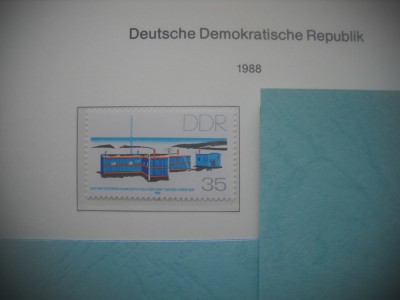 Deutsche Demokratische Republik
1988
DDR
35